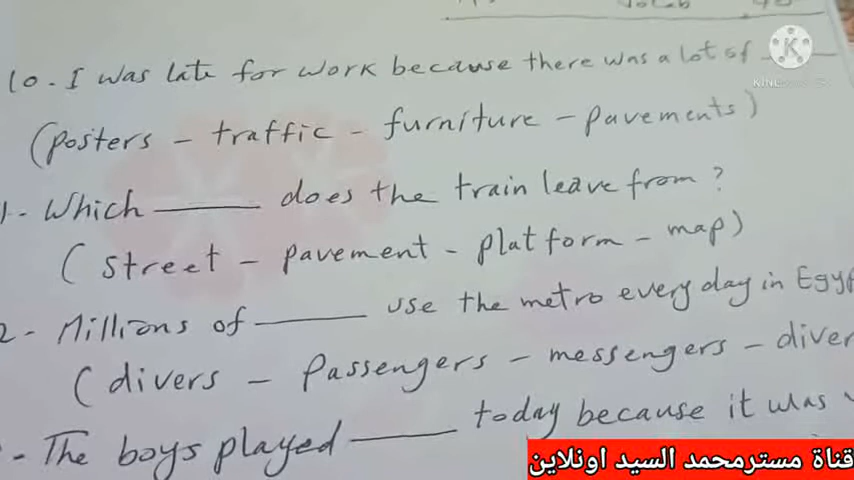 10. I was late for work because there was a lot of
(posters - traffic - furniture - pavements)
1- Which ______ does the train leave from?
(street - pavement - platform - map)
2- Millions of ______ use the metro every day in
(divers - Passengers - messengers -
- The boys played ______ today because it was
قناة مسترمحمد السيد اونلاين